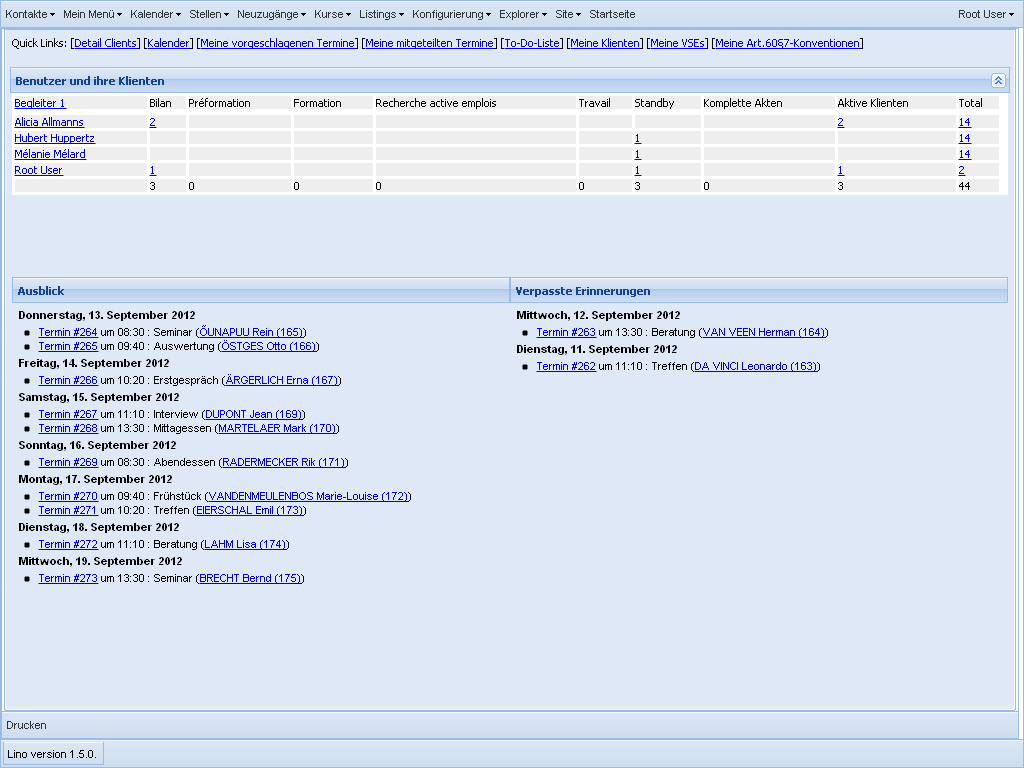 Kontakte Mein Menü Kalender Stellen Neuzugänge Kurse Listings Konfigurierung Explorer Site Startseite Root User
Quick Links: [Detail Clients] [Kalender] [Meine vorgeschlagenen Termine] [Meine mitgeteilten Termine] [To-Do-Liste] [Meine Klienten] [Meine VSEs] [Meine Art.60§7-Konventionen]
Benutzer und ihre Klienten
Begleiter 1 Bilan Préformation Formation Recherche active emplois Travail Standby Komplette Akten Aktive Klienten Total
Alicia Allmanns 2 2 14
Hubert Huppertz 1 14
Mélanie Mélard 1 14
Root User 1 1 1 2
3 0 0 0 0 3 0 3 44
Ausblick
Donnerstag, 13. September 2012
Termin #264 um 08:30 : Seminar (ÕUNAPUU Rein (165))
Termin #265 um 09:40 : Auswertung (ÖSTGES Otto (166))
Freitag, 14. September 2012
Termin #266 um 10:20 : Erstgespräch (ÄRGERLICH Erna (167))
Samstag, 15. September 2012
Termin #267 um 11:10 : Interview (DUPONT Jean (169))
Termin #268 um 13:30 : Mittagessen (MARTELAER Mark (170))
Sonntag, 16. September 2012
Termin #269 um 08:30 : Abendessen (RADERMECKER Rik (171))
Montag, 17. September 2012
Termin #270 um 09:40 : Frühstück (VANDENMEULENBOS Marie-Louise (172))
Termin #271 um 10:20 : Treffen (EIERSCHAL Emil (173))
Dienstag, 18. September 2012
Termin #272 um 11:10 : Beratung (LAHM Lisa (174))
Mittwoch, 19. September 2012
Termin #273 um 13:30 : Seminar (BRECHT Bernd (175))
Verpasste Erinnerungen
Mittwoch, 12. September 2012
Termin #263 um 13:30 : Beratung (VAN VEEN Herman (164))
Dienstag, 11. September 2012
Termin #262 um 11:10 : Treffen (DA VINCI Leonardo (163))
Drucken
Lino version 1.5.0.